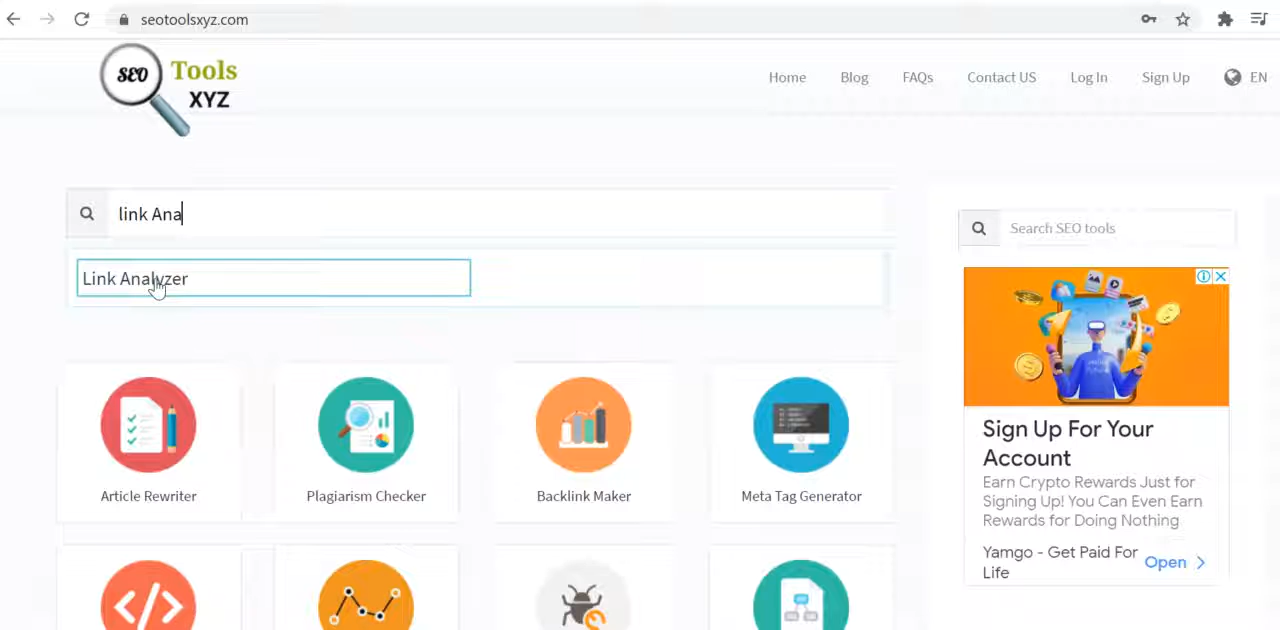 seotoolsxyz.com
SEO Tools
XYZ
Home Blog FAQs Contact US Log In Sign Up EN
link Ana
Search SEO tools
Link Analyzer
Sign Up For Your
Account
Earn Crypto Rewards Just for
Signing Up! You Can Even Earn
Rewards for Doing Nothing
Yamgo - Get Paid For
Life
Open
Article Rewriter Plagiarism Checker Backlink Maker Meta Tag Generator